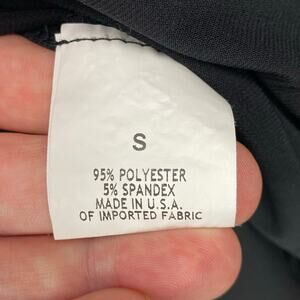 S
95% POLYESTER
5% SPANDEX
MADE IN U.S.A.
OF IMPORTED FABRIC